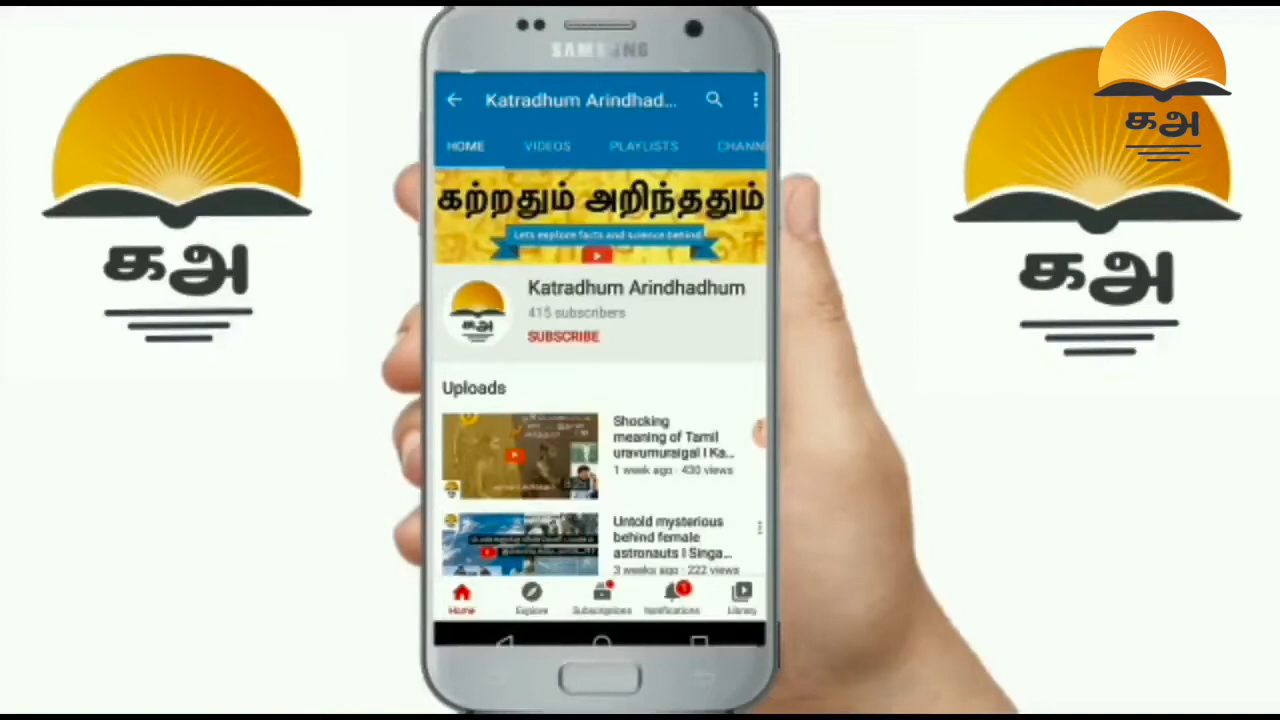 SAMSUNG
Katradhum Arindhad...
HOME VIDEOS PLAYLISTS CHANN
கற்றதும் அறிந்ததும்
Lets explore facts and science behind
Katradhum Arindhadhum
415 subscribers
SUBSCRIBE
Uploads
Shocking
meaning of Tamil
uravumuraigal I Ka...
1 week ago · 430 views
Untold mysterious
behind female
astronauts I Singa...
3 weeks ago · 222 views
Home Explore Subscriptions Notifications Library
1
கஅ
கஅ
கஅ